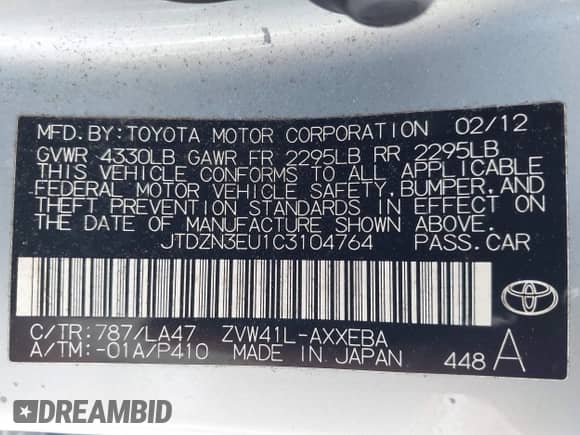 MFD.BY:TOYOTA MOTOR CORPORATION 02/12
GVWR 4330LB GAWR FR 2295LB RR 2295LB
THIS VEHICLE CONFORMS TO ALL APPLICABLE
FEDERAL MOTOR VEHICLE SAFETY, BUMPER,AND
THEFT PREVENTION STANDARDS IN EFFECT ON
THE DATE OF MANUFACTURE SHOWN ABOVE.
JTDZN3EU1C3104764 PASS.CAR
C/TR:787/LA47 ZVW41L-AXXEBA
A/TM:-01A/P410 MADE IN JAPAN 448 A
DREAMBID